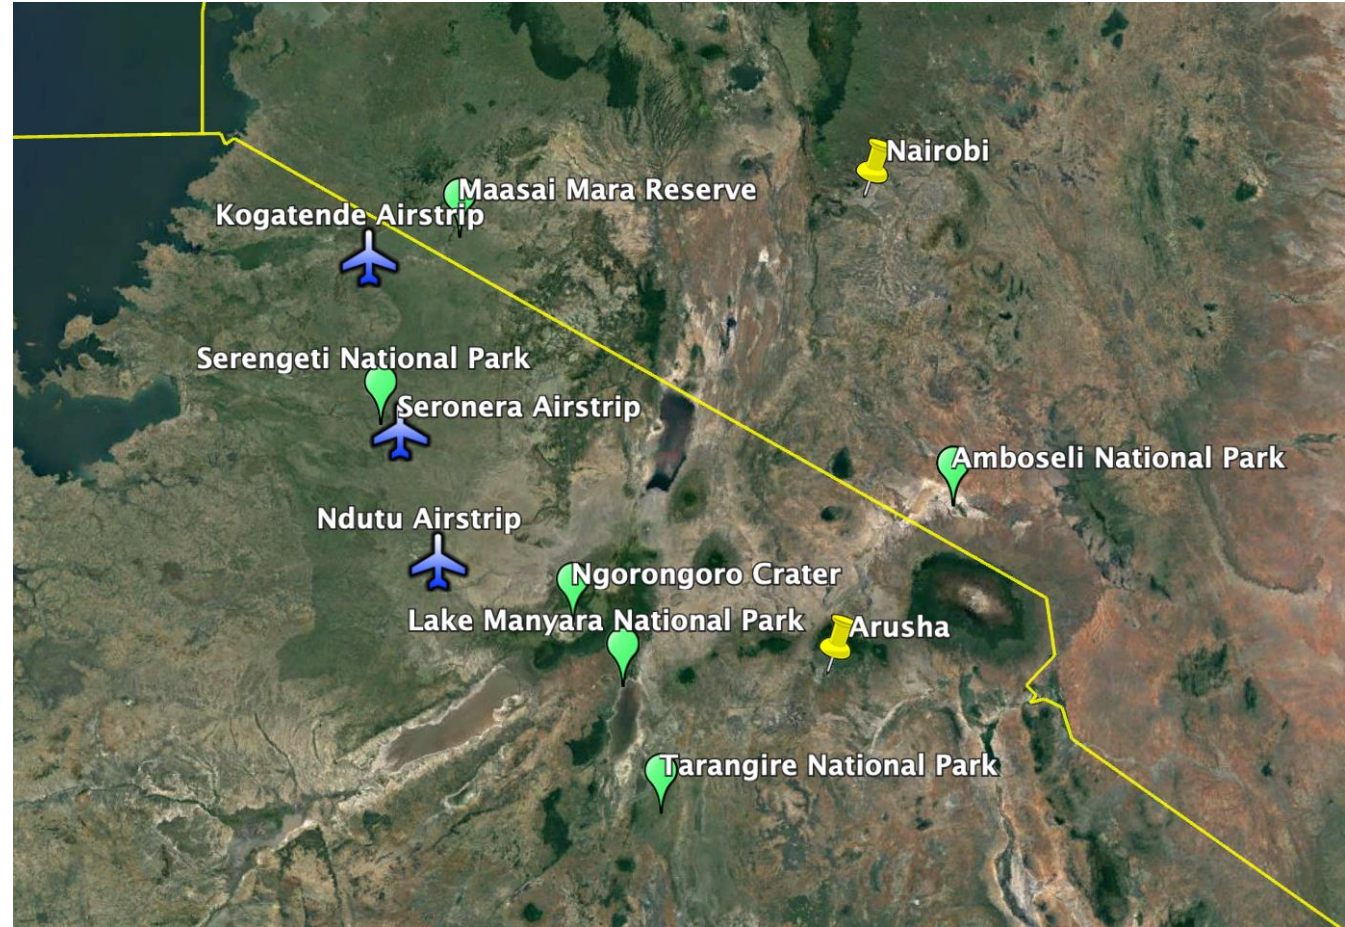 Nairobi
Maasai Mara Reserve
Kogatende Airstrip
Serengeti National Park
Seronera Airstrip
Amboseli National Park
Ndutu Airstrip
Ngorongoro Crater
Lake Manyara National Park
Arusha
Tarangire National Park